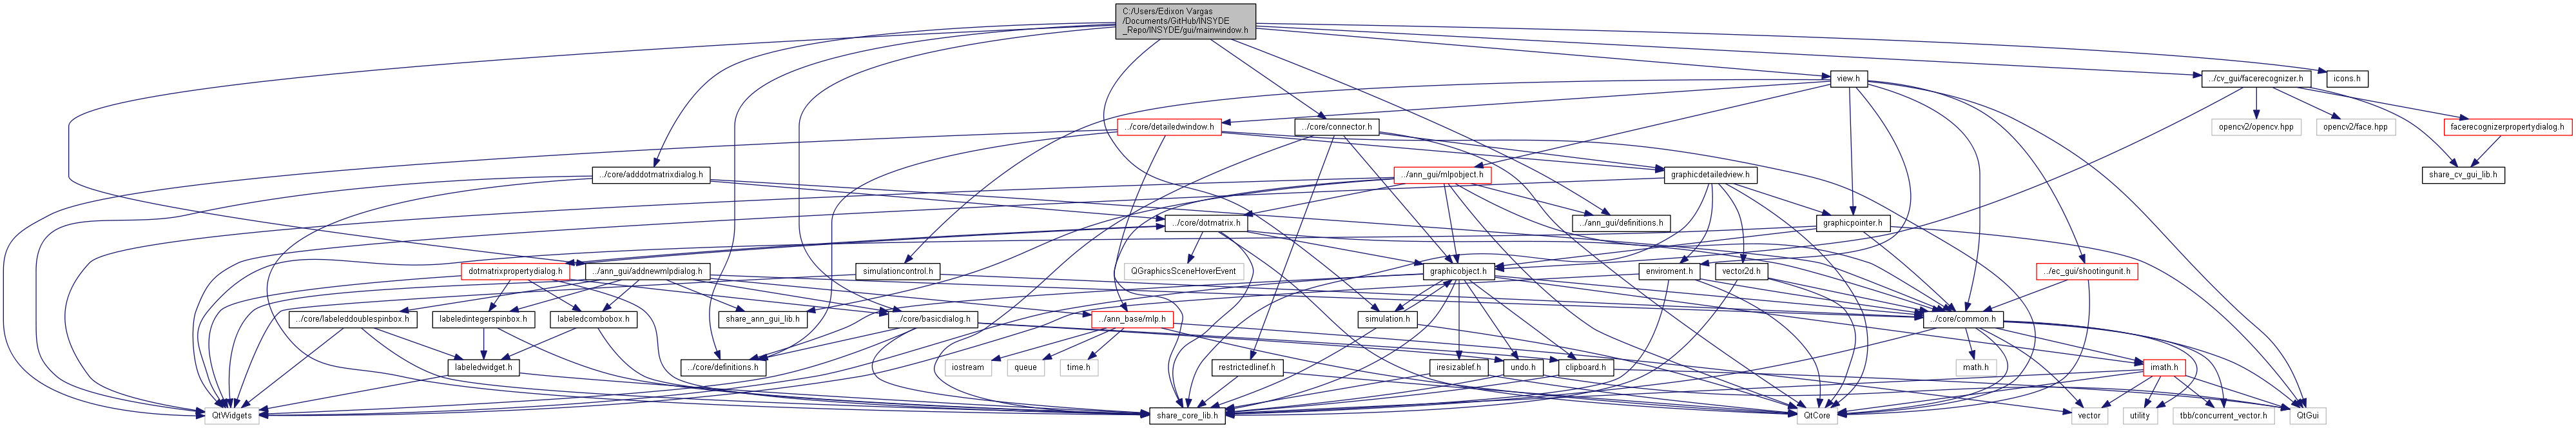 C:/Users/Edixon Vargas
/Documents/GitHub/INSYDE
_Repo/INSYDE/gui/mainwindow.h
view.h
../cv_gui/facerecognizer.h
icons.h
../core/detailedwindow.h
../core/connector.h
opencv2/opencv.hpp
opencv2/face.hpp
facerecognizerpropertydialog.h
../core/adddotmatrixdialog.h
../ann_gui/mlpobject.h
graphicdetailedview.h
share_cv_gui_lib.h
../core/dotmatrix.h
../ann_gui/definitions.h
graphicpointer.h
dotmatrixpropertydialog.h
../ann_gui/addnewmlpdialog.h
simulationcontrol.h
QGraphicsSceneHoverEvent
graphicobject.h
enviroment.h
vector2d.h
../ec_gui/shootingunit.h
../core/labeleddoublespinbox.h
labeledintegerspinbox.h
labeledcombobox.h
share_ann_gui_lib.h
../core/basicdialog.h
../ann_base/mlp.h
simulation.h
../core/common.h
labeledwidget.h
../core/definitions.h
iostream
queue
time.h
restrictedlinef.h
iresizablef.h
undo.h
clipboard.h
math.h
imath.h
QtWidgets
share_core_lib.h
QtCore
vector
utility
tbb/concurrent_vector.h
QtGui